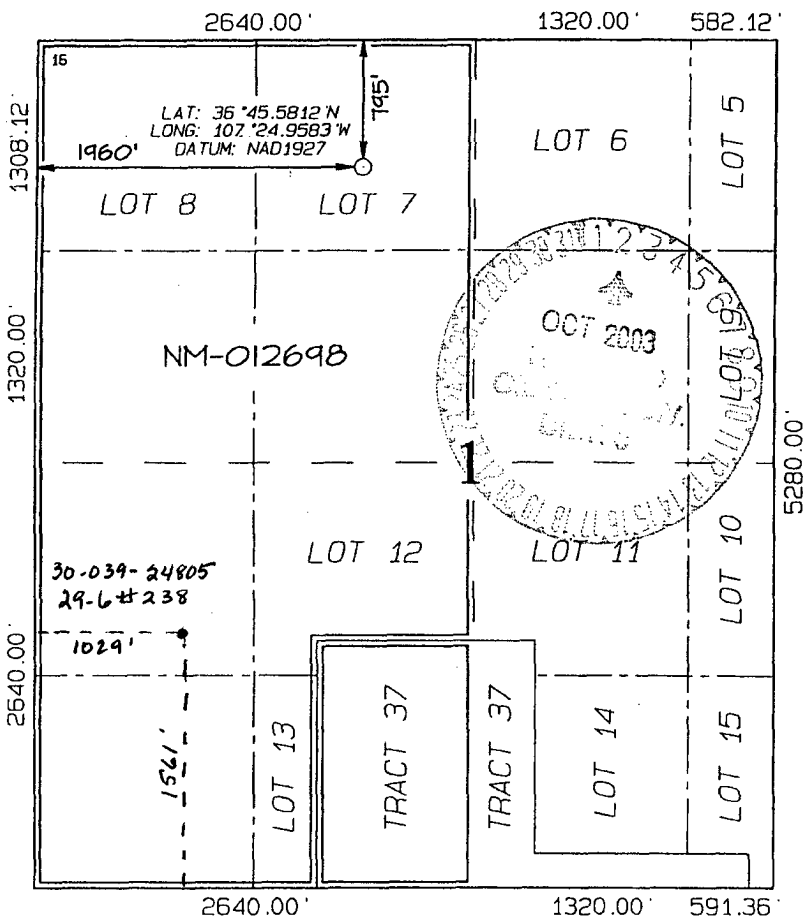 2640.00'
1320.00'
582.12'
16
LAT: 36°45.5812'N
LONG: 107°24.9583'W
DATUM: NAD1927
795'
1960'
1308.12'
LOT 8
LOT 7
LOT 6
LOT 5
NM-012698
1320.00'
OCT 2003
LOT 9
5280.00'
1
LOT 12
LOT 11
LOT 10
30-039-24805
29-6 #238
1029'
1561'
2640.00'
LOT 13
TRACT 37
TRACT 37
LOT 14
LOT 15
2640.00'
1320.00'
591.36'